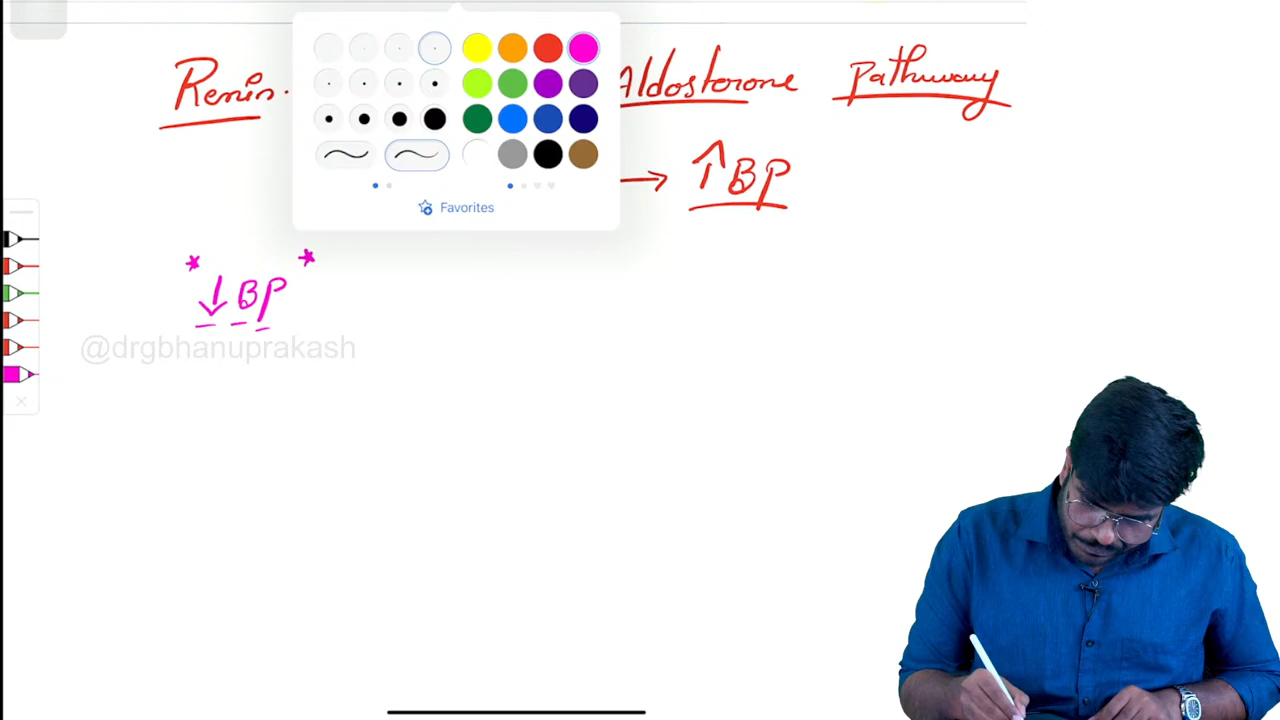 Renin. Aldosterone Pathway
→ ↑ BP
Favorites
* ↓ BP *
@drgbhanuprakash